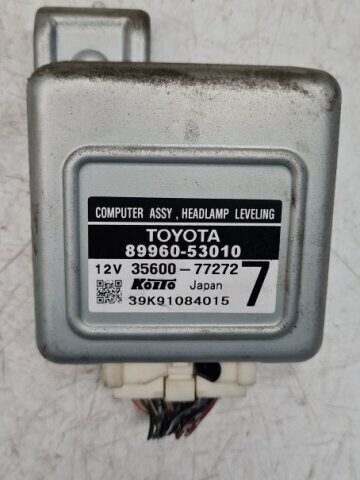 COMPUTER ASSY , HEADLAMP LEVELING
TOYOTA
89960-53010
12V 35600-77272 7
KOITO Japan
39K91084015